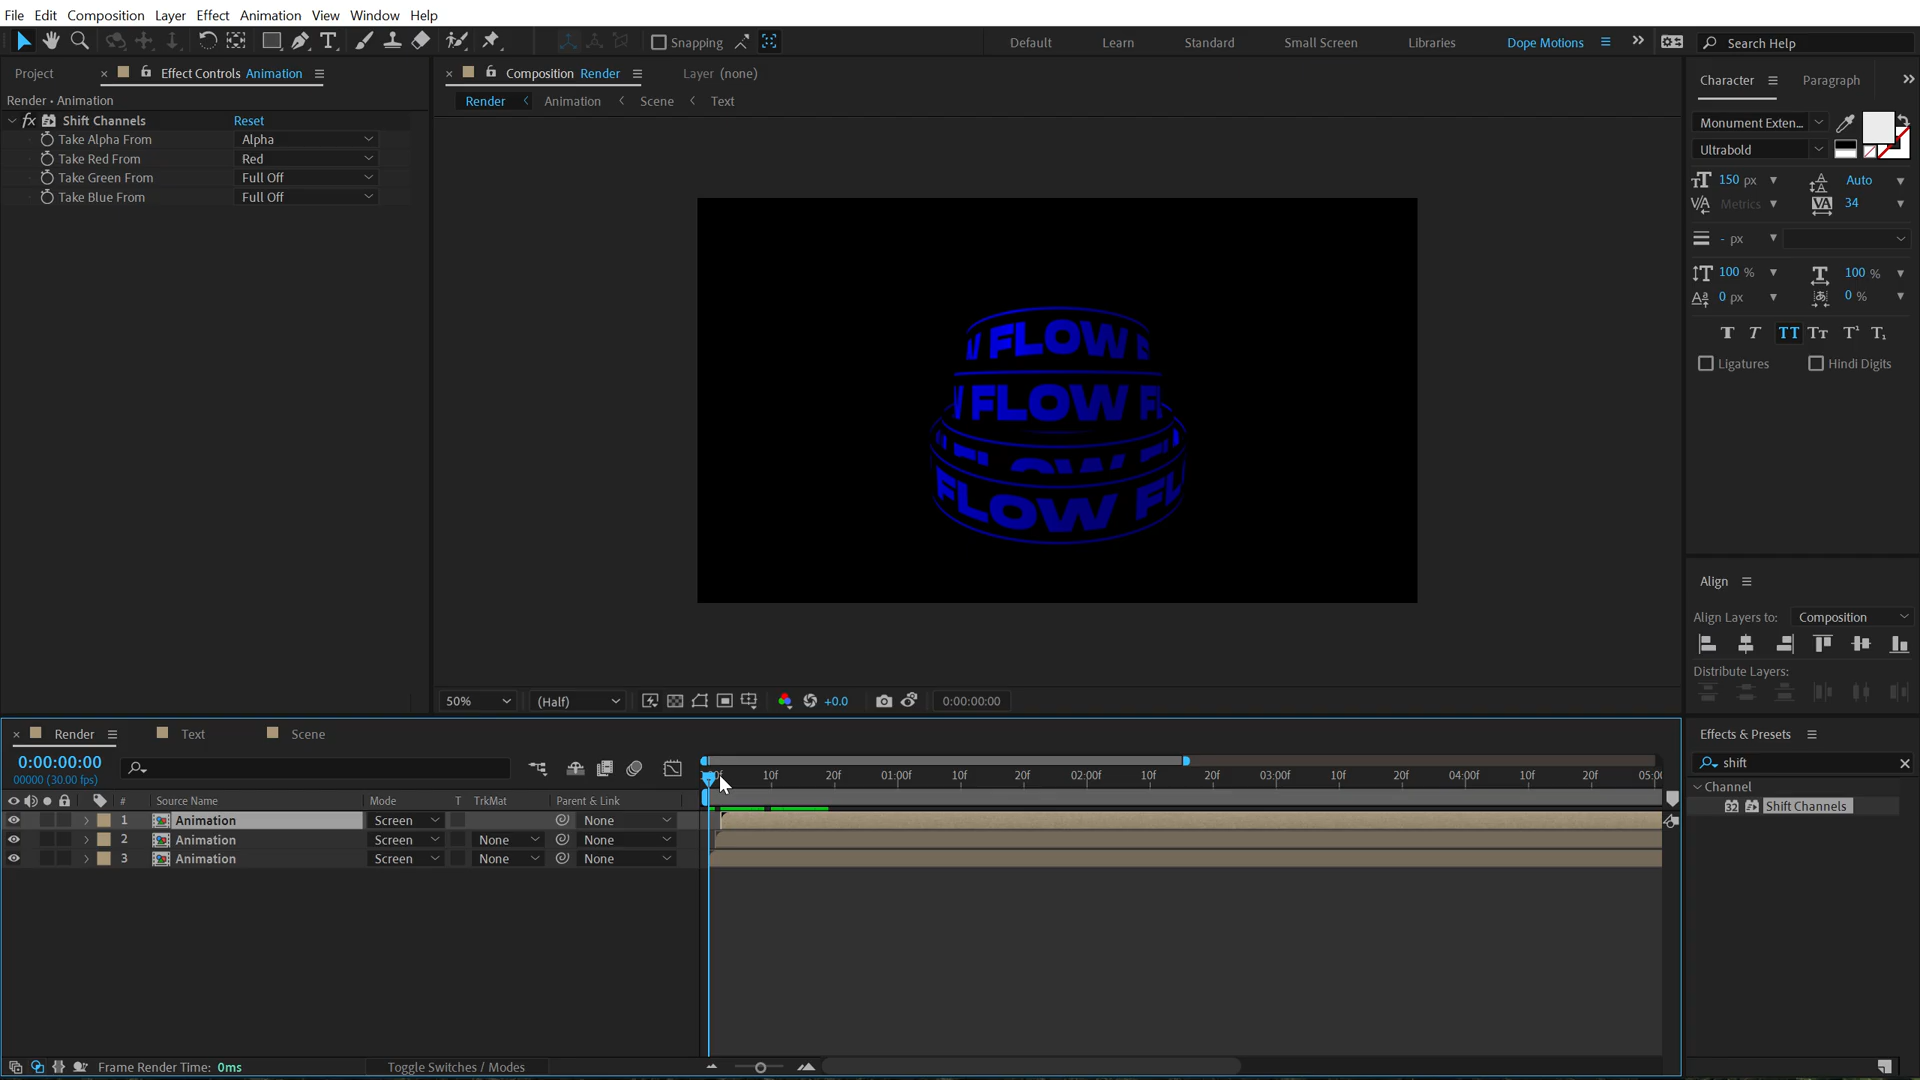 File Edit Composition Layer Effect Animation View Window Help
Snapping Default Learn Standard Small Screen Libraries Dope Motions Search Help
Project Effect Controls Animation
Render • Animation
fx Shift Channels Reset
Take Alpha From Alpha
Take Red From Red
Take Green From Full Off
Take Blue From Full Off
Composition Render Layer (none)
Render Animation Scene Text
FLOW
FLOW F
FLOW FL
50% (Half) +0.0 0:00:00:00
Character Paragraph
Monument Exten...
Ultrabold
150 px Auto
Metrics 34
- px
100 % 100 %
0 px 0 %
Ligatures Hindi Digits
Align
Align Layers to: Composition
Distribute Layers:
Effects & Presets
shift
Channel
32 Shift Channels
Render Text Scene
0:00:00:00
00000 (30.00 fps)
10f 20f 01:00f 10f 20f 02:00f 10f 20f 03:00f 10f 20f 04:00f 10f 20f 05:00
# Source Name Mode T TrkMat Parent & Link
1 Animation Screen None
2 Animation Screen None None
3 Animation Screen None None
Frame Render Time: 0ms Toggle Switches / Modes